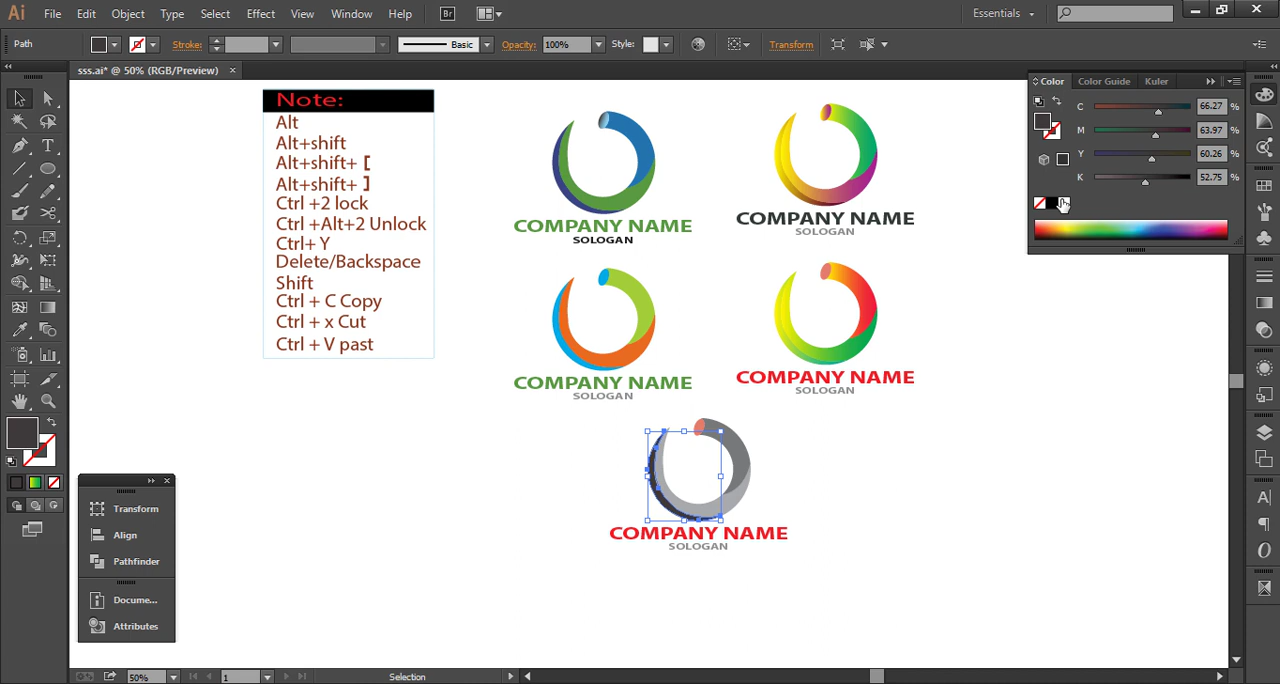 Ai File Edit Object Type Select Effect View Window Help Br Essentials
Path Stroke: Basic Opacity: 100% Style: Transform
sss.ai* @ 50% (RGB/Preview)
Note:
Alt
Alt+shift
Alt+shift+ [
Alt+shift+ ]
Ctrl +2 lock
Ctrl +Alt+2 Unlock
Ctrl+ Y
Delete/Backspace
Shift
Ctrl + C Copy
Ctrl + x Cut
Ctrl + V past
COMPANY NAME
SOLOGAN
COMPANY NAME
SOLOGAN
COMPANY NAME
SOLOGAN
COMPANY NAME
SOLOGAN
COMPANY NAME
SOLOGAN
Color Color Guide Kuler
C 66.27 %
M 63.97 %
Y 60.26 %
K 52.75 %
Transform
Align
Pathfinder
Docume...
Attributes
50% 1 Selection